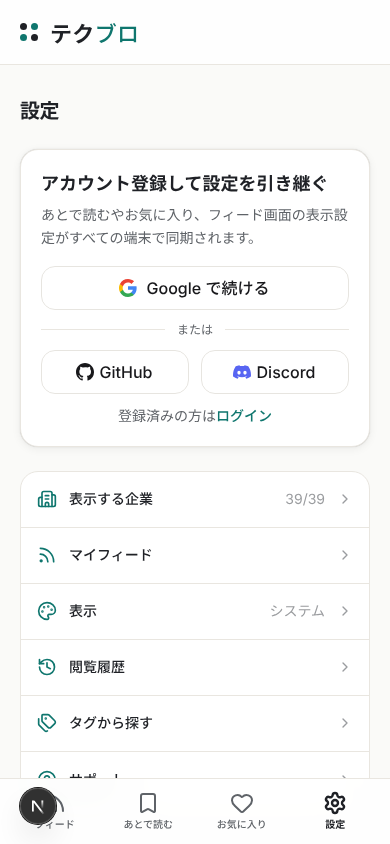 テクブロ
設定
アカウント登録して設定を引き継ぐ
あとで読むやお気に入り、フィード画面の表示設
定がすべての端末で同期されます。
Google で続ける
または
GitHub
Discord
登録済みの方はログイン
表示する企業 39/39
マイフィード
表示 システム
閲覧履歴
タグから探す
N
あとで読む
お気に入り
設定